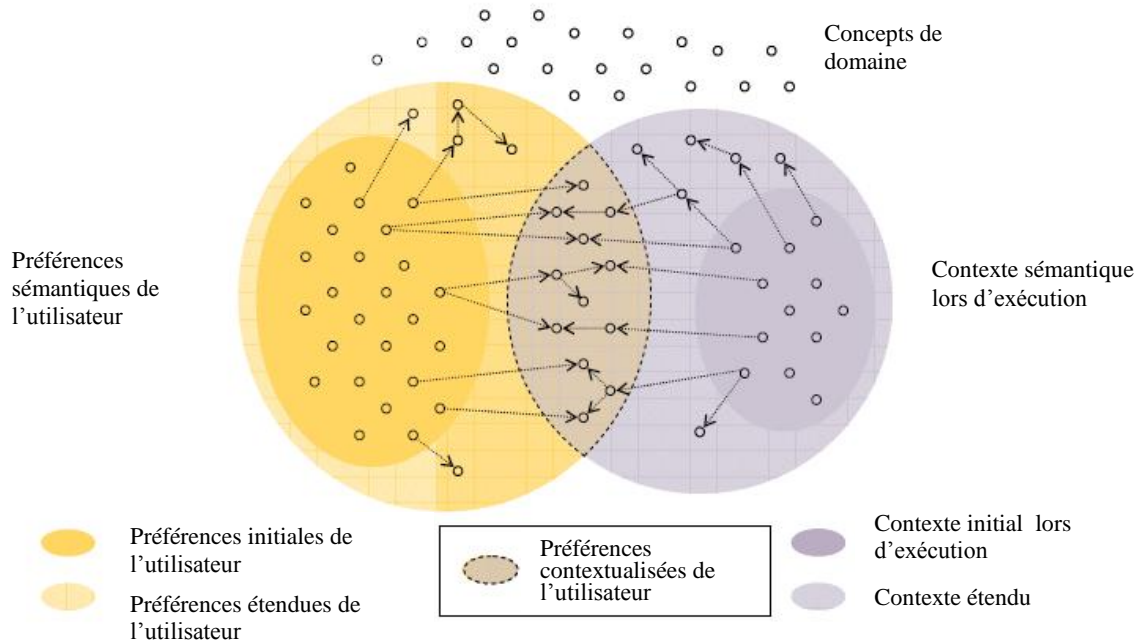 Concepts de
domaine
Préférences
sémantiques de
l’utilisateur
Contexte sémantique
lors d’exécution
Préférences initiales de
l’utilisateur
Préférences étendues de
l’utilisateur
Préférences
contextualisées de
l’utilisateur
Contexte initial lors
d’exécution
Contexte étendu